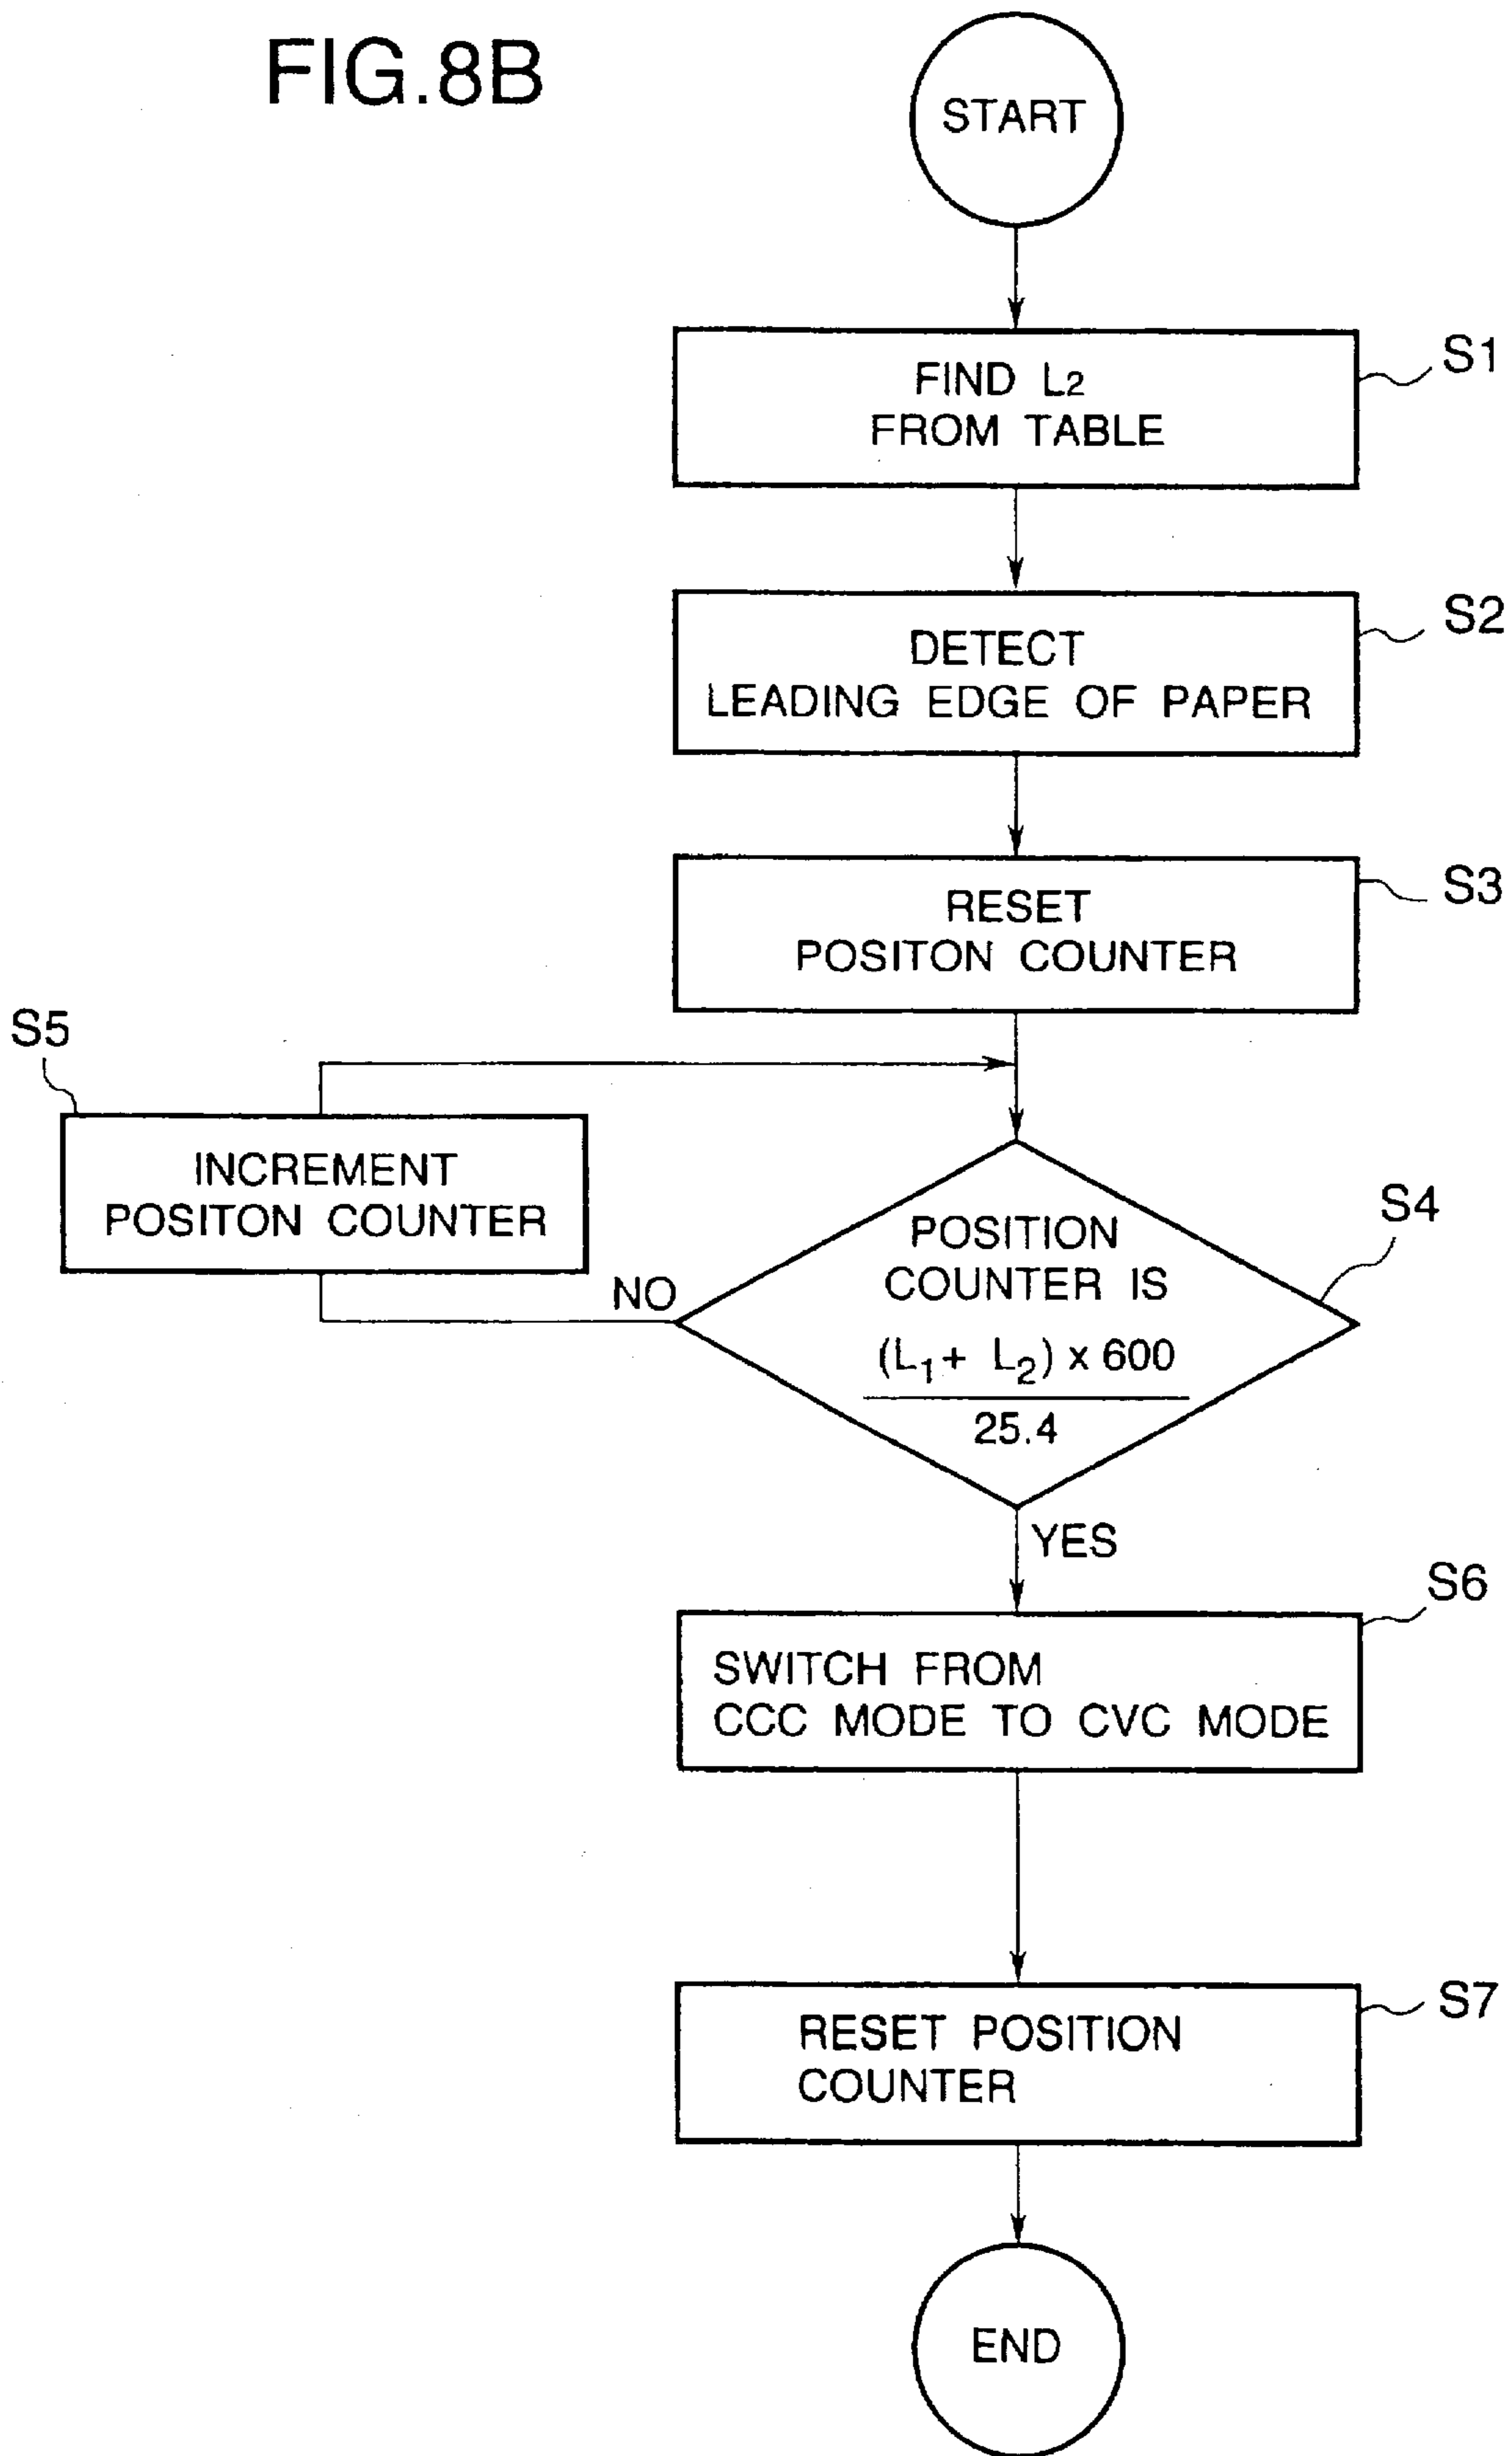 FIG.8B
START
FIND L2
FROM TABLE
S1
DETECT
LEADING EDGE OF PAPER
S2
RESET
POSITON COUNTER
S3
S5
INCREMENT
POSITON COUNTER
NO
POSITION
COUNTER IS
(L1+ L2) x 600
25.4
S4
YES
SWITCH FROM
CCC MODE TO CVC MODE
S6
RESET POSITION
COUNTER
S7
END